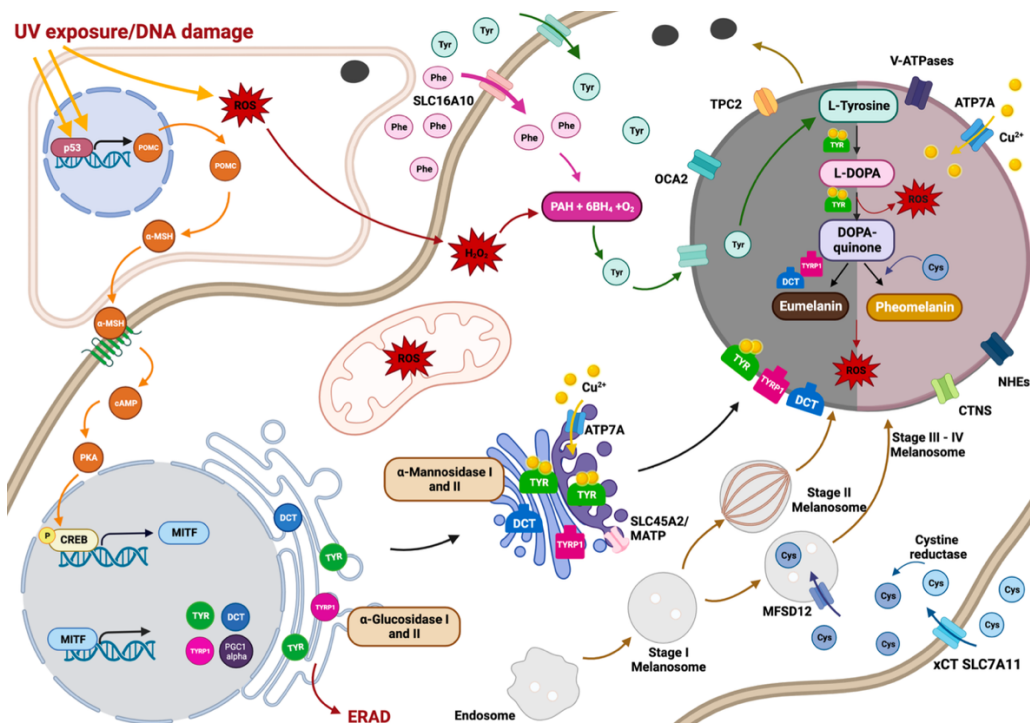 UV exposure/DNA damage
p53
POMC
POMC
α-MSH
α-MSH
cAMP
PKA
P
CREB
MITF
MITF
TYR
DCT
TYRP1
PGC1
alpha
ROS
H₂O₂
Tyr
Tyr
Tyr
Tyr
Phe
SLC16A10
Phe
Phe
Phe
Phe
Phe
Phe
PAH + 6BH₄ +O₂
Tyr
ROS
DCT
TYR
TYRP1
TYR
α-Glucosidase I
and II
ERAD
α-Mannosidase I
and II
Cu²⁺
ATP7A
TYR
TYR
DCT
TYRP1
SLC45A2/
MATP
Endosome
Stage I
Melanosome
Stage II
Melanosome
Stage III - IV
Melanosome
Cys
MFSD12
Cys
Cystine
reductase
Cys
Cys
Cys
Cys
Cys
xCT SLC7A11
V-ATPases
TPC2
ATP7A
Cu²⁺
OCA2
L-Tyrosine
TYR
L-DOPA
TYR
ROS
DOPA-
quinone
Tyr
TYRP1
DCT
Cys
Eumelanin
Pheomelanin
ROS
TYR
TYRP1
DCT
NHEs
CTNS